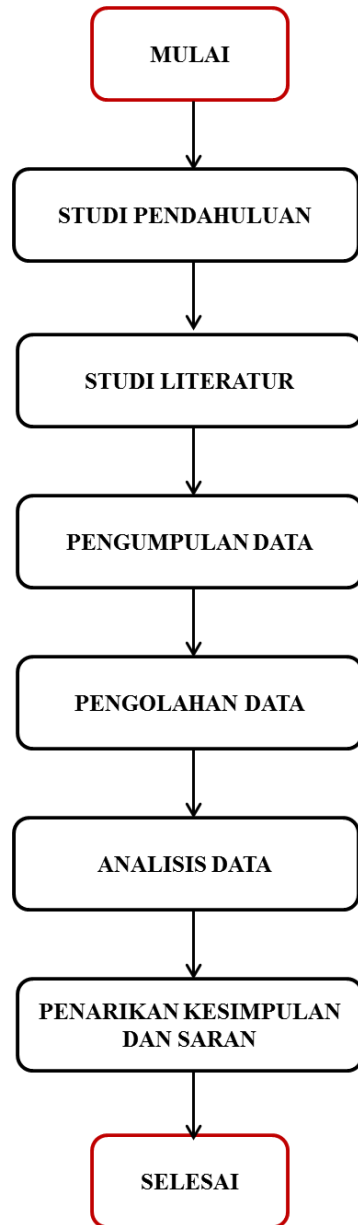 MULAI
STUDI PENDAHULUAN
STUDI LITERATUR
PENGUMPULAN DATA
PENGOLAHAN DATA
ANALISIS DATA
PENARIKAN KESIMPULAN
DAN SARAN
SELESAI